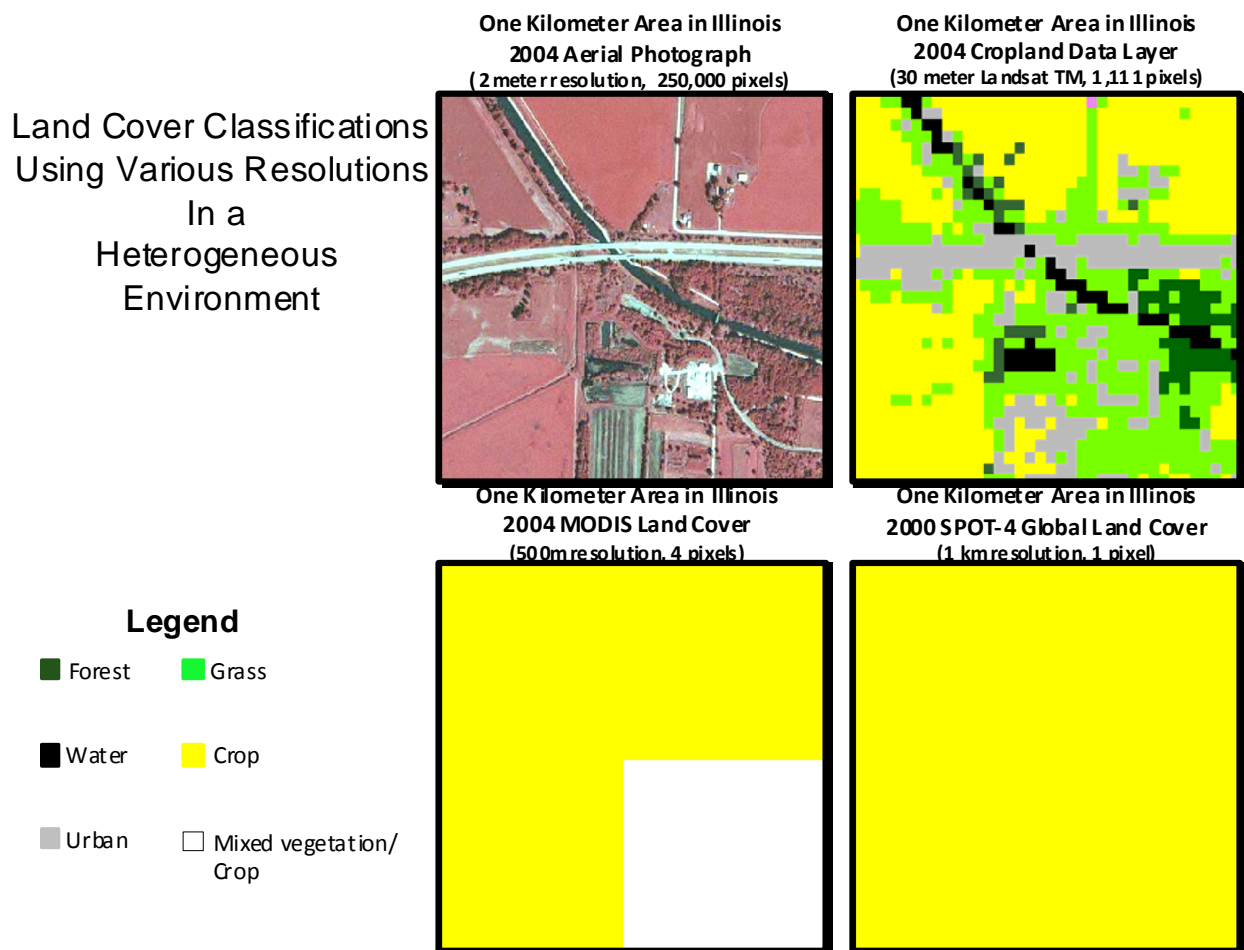 Land Cover Classifications
Using Various Resolutions
In a
Heterogeneous
Environment
One Kilometer Area in Illinois
2004 Aerial Photograph
(2 meter resolution, 250,000 pixels)
One Kilometer Area in Illinois
2004 Cropland Data Layer
(30 meter Landsat TM, 1,111 pixels)
One Kilometer Area in Illinois
2004 MODIS Land Cover
(500m resolution, 4 pixels)
One Kilometer Area in Illinois
2000 SPOT-4 Global Land Cover
(1 km resolution, 1 pixel)
Legend
Forest
Grass
Water
Crop
Urban
Mixed vegetation/
Crop